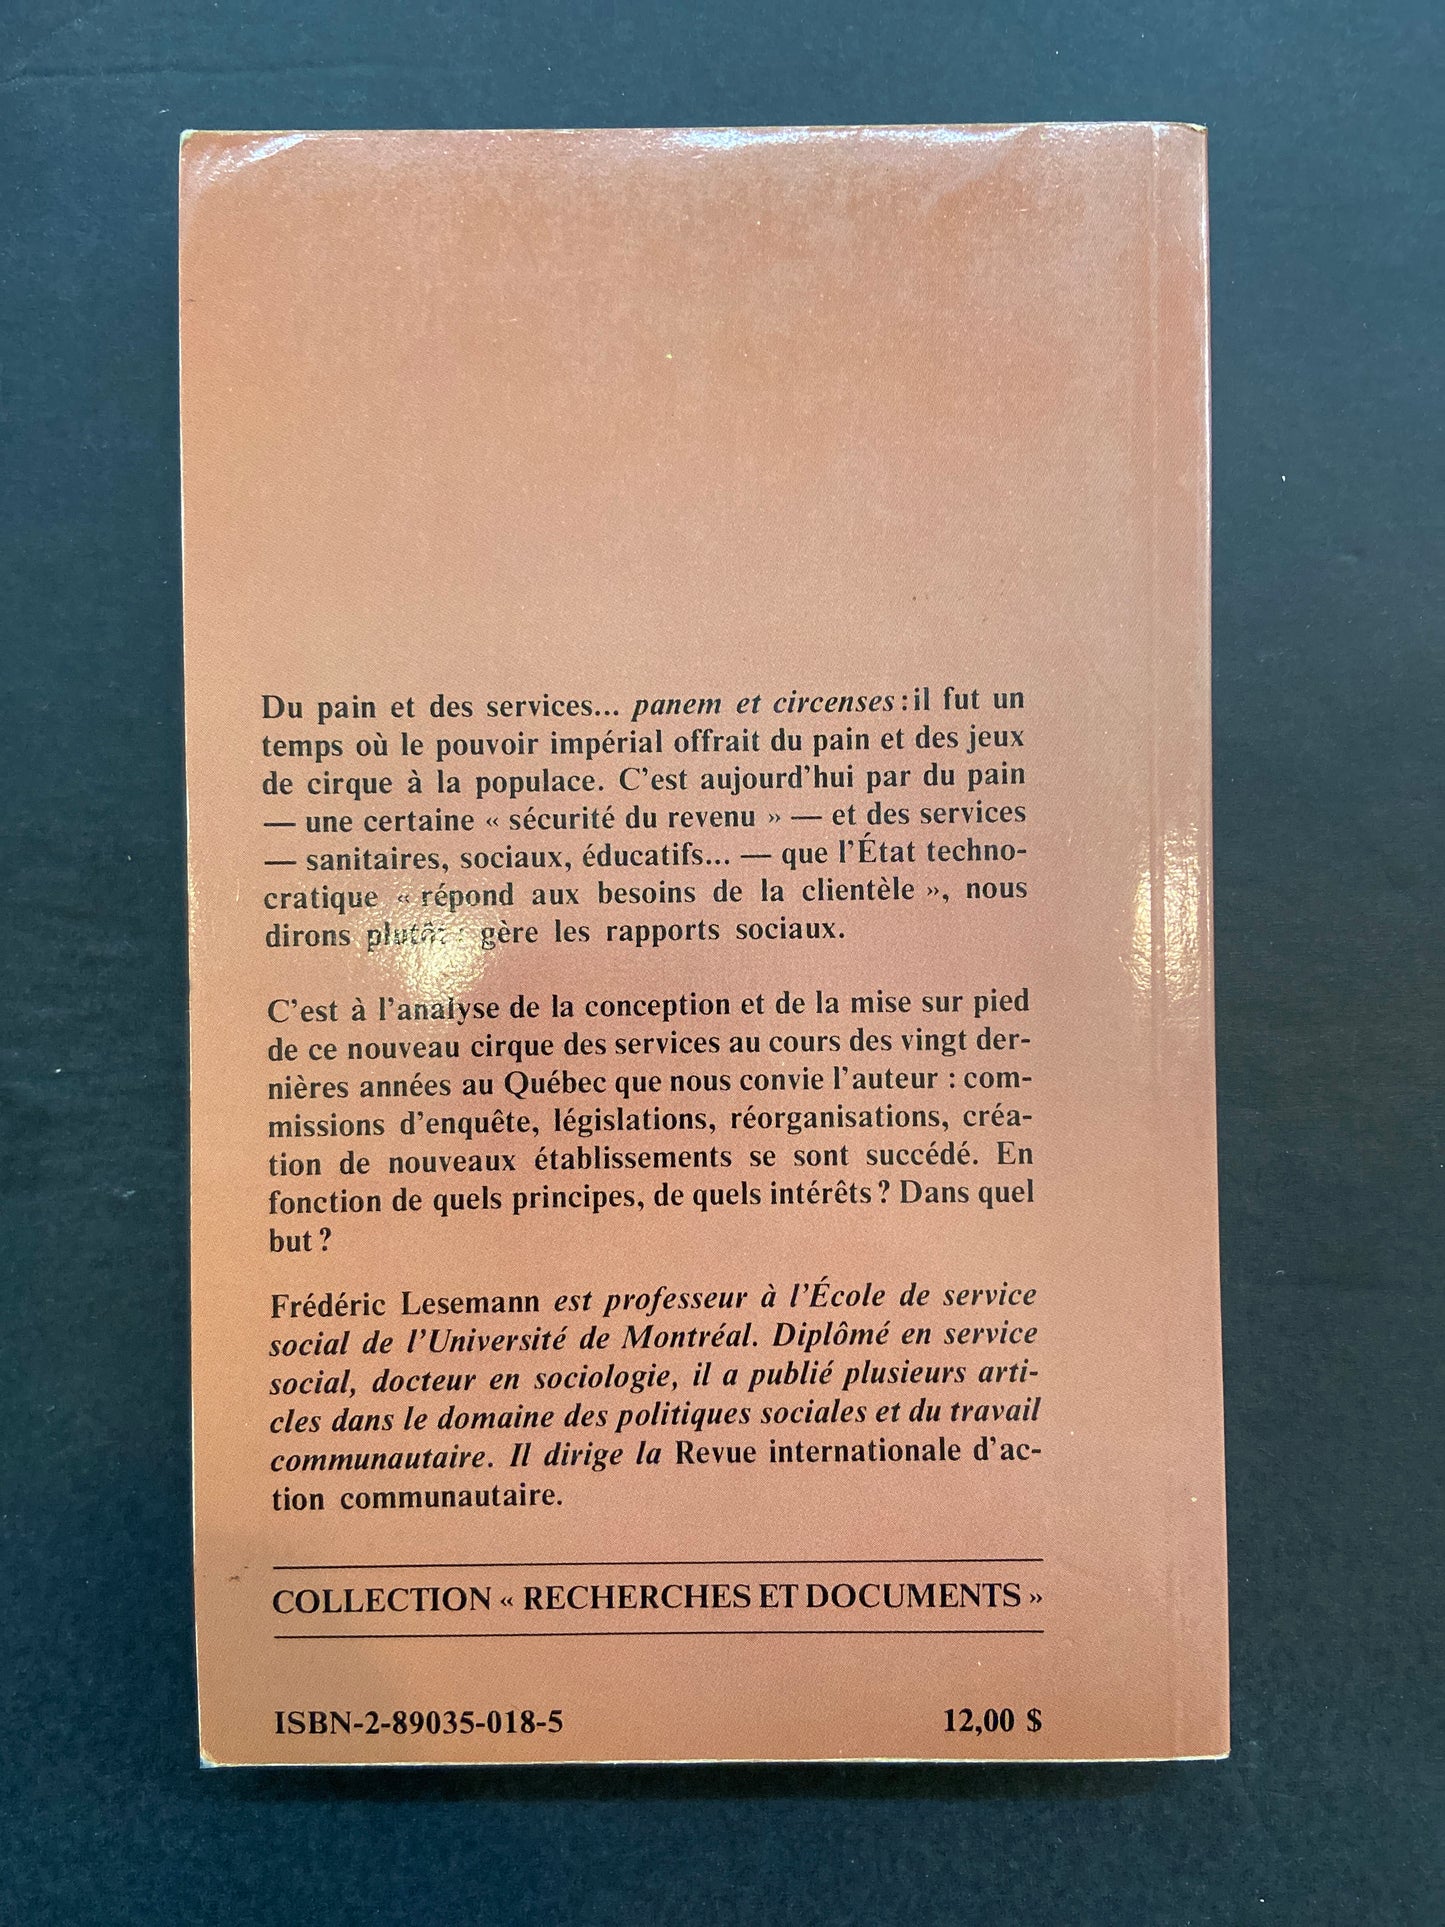 Du pain et des services... panem et circenses : il fut un
temps où le pouvoir impérial offrait du pain et des jeux
de cirque à la populace. C’est aujourd’hui par du pain
— une certaine « sécurité du revenu » — et des services
— sanitaires, sociaux, éducatifs... — que l’État techno-
cratique « répond aux besoins de la clientèle », nous
dirons plutôt : gère les rapports sociaux.
C’est à l’analyse de la conception et de la mise sur pied
de ce nouveau cirque des services au cours des vingt der-
nières années au Québec que nous convie l’auteur : com-
missions d’enquête, législations, réorganisations, créa-
tion de nouveaux établissements se sont succédé. En
fonction de quels principes, de quels intérêts ? Dans quel
but ?
Frédéric Lesemann est professeur à l’École de service
social de l’Université de Montréal. Diplômé en service
social, docteur en sociologie, il a publié plusieurs arti-
cles dans le domaine des politiques sociales et du travail
communautaire. Il dirige la Revue internationale d’ac-
tion communautaire.
COLLECTION « RECHERCHES ET DOCUMENTS »
ISBN-2-89035-018-5
12,00 $